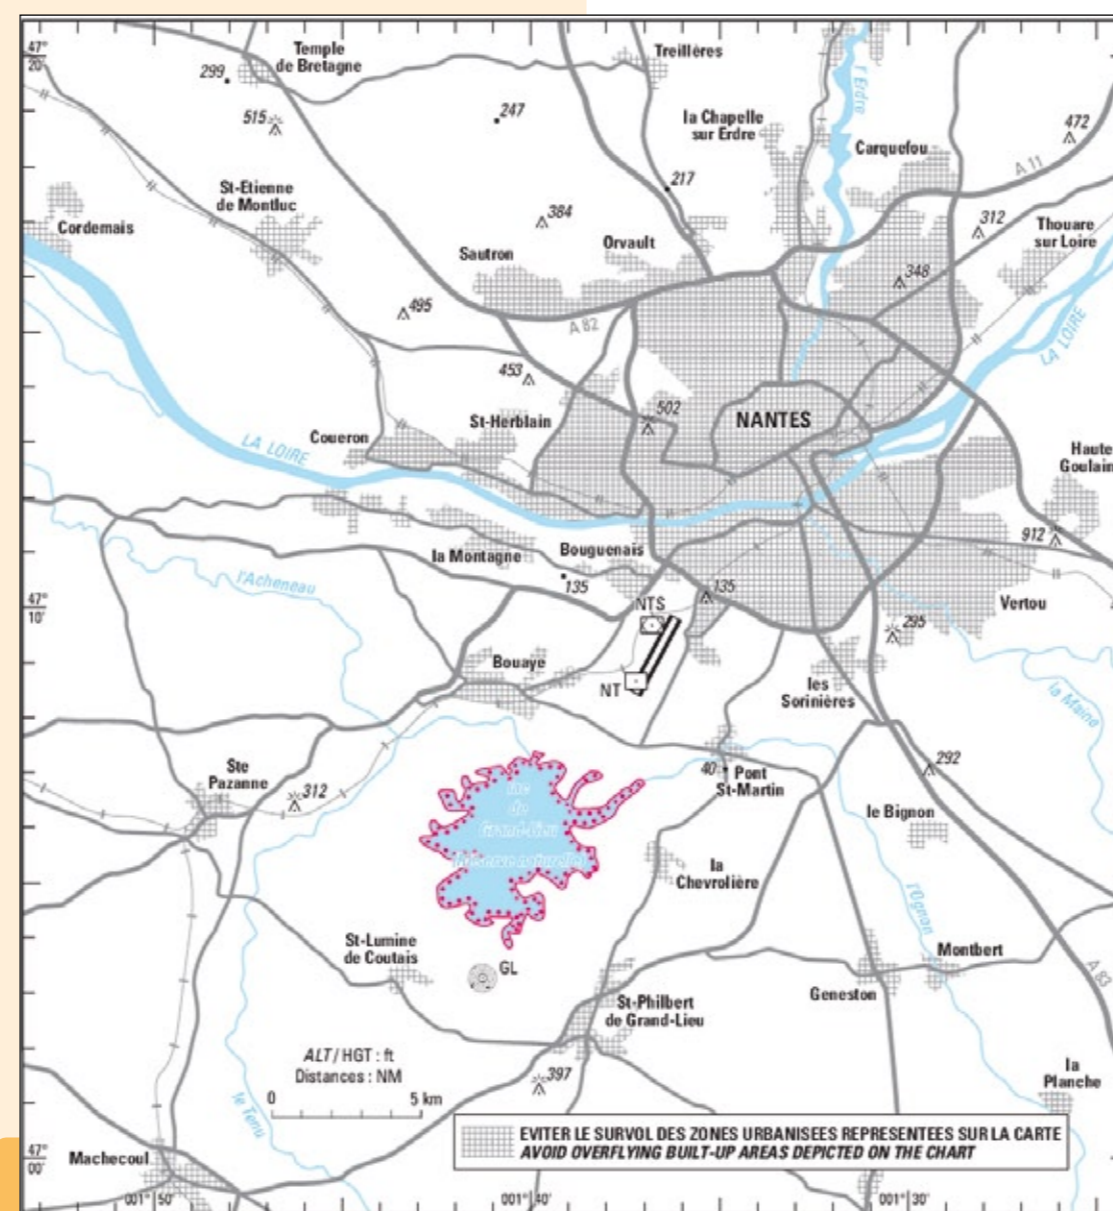 47°
20'
Temple
de Bretagne
Treillères
l'Erdre
299
515
247
la Chapelle
sur Erdre
472
Carquefou
A 11
217
St-Etienne
de Montluc
Cordemais
384
312
Thouare
sur Loire
Sautron
Orvault
348
495
A 82
LA LOIRE
453
502
NANTES
St-Herblain
Coueron
LA LOIRE
Haute
Goulain
912
la Montagne
Bouguenais
135
135
l'Acheneau
47°
10'
NTS
295
Vertou
Bouaye
NT
les
Sorinières
la Maine
Ste
Pazanne
312
40
Pont
St-Martin
292
lac
de
Grand-Lieu
(Réserve naturelle)
le Bignon
la
Chevrolière
l'Ognon
St-Lumine
de Coutais
GL
Montbert
Geneston
A 83
St-Philbert
de Grand-Lieu
ALT / HGT : ft
Distances : NM
0
5 km
397
la
Planche
le Tenu
EVITER LE SURVOL DES ZONES URBANISEES REPRESENTEES SUR LA CARTE
AVOID OVERFLYING BUILT-UP AREAS DEPICTED ON THE CHART
47°
00'
Machecoul
001° 50'
001° 40'
001° 30'